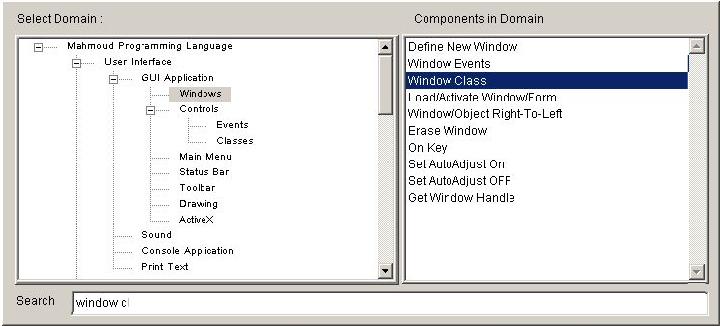 Select Domain :
Components in Domain
Mahmoud Programming Language
User Interface
GUI Application
Windows
Controls
Events
Classes
Main Menu
Status Bar
Toolbar
Drawing
ActiveX
Sound
Console Apication
Print Text
Define New Window
Window Events
Window Class
Load/Activate Window/Form
Window/Object Right-To-Left
Erase Window
On Key
Set AutoAdjust On
Set AutoAdjust OFF
Get Window Handle
Search
window cl